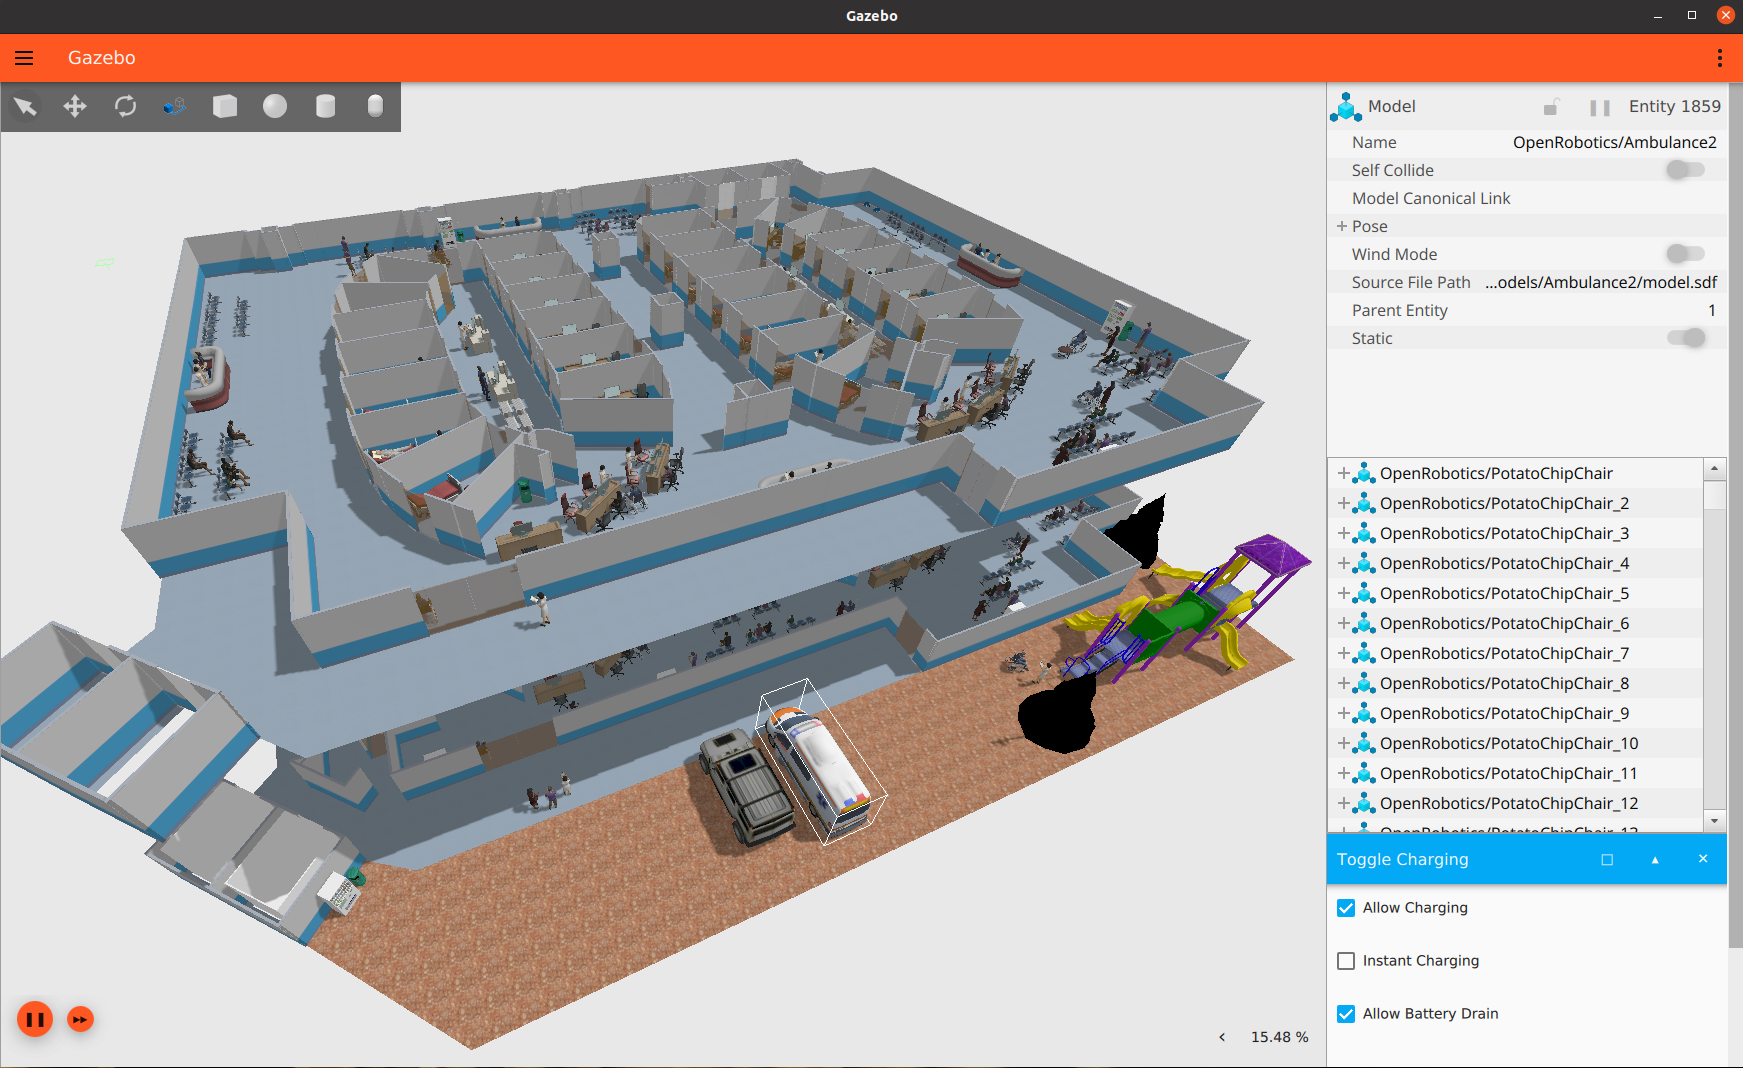 Gazebo
Gazebo
Model
Entity 1859
Name
OpenRobotics/Ambulance2
Self Collide
Model Canonical Link
Pose
Wind Mode
Source File Path
...odels/Ambulance2/model.sdf
Parent Entity
1
Static
OpenRobotics/PotatoChipChair
OpenRobotics/PotatoChipChair_2
OpenRobotics/PotatoChipChair_3
OpenRobotics/PotatoChipChair_4
OpenRobotics/PotatoChipChair_5
OpenRobotics/PotatoChipChair_6
OpenRobotics/PotatoChipChair_7
OpenRobotics/PotatoChipChair_8
OpenRobotics/PotatoChipChair_9
OpenRobotics/PotatoChipChair_10
OpenRobotics/PotatoChipChair_11
OpenRobotics/PotatoChipChair_12
Toggle Charging
Allow Charging
Instant Charging
Allow Battery Drain
15.48 %